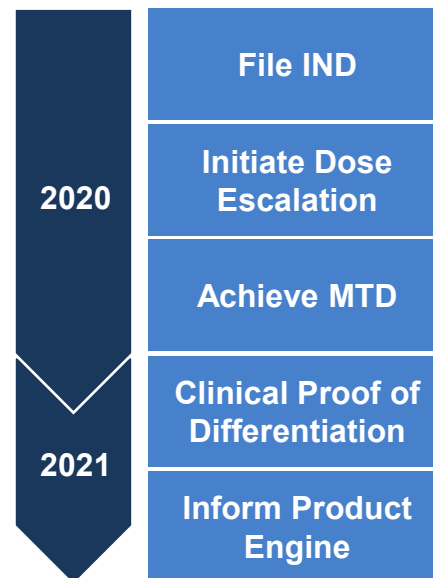 File IND
Initiate Dose
Escalation
2020
Achieve MTD
Clinical Proof of
Differentiation
2021
Inform Product
Engine